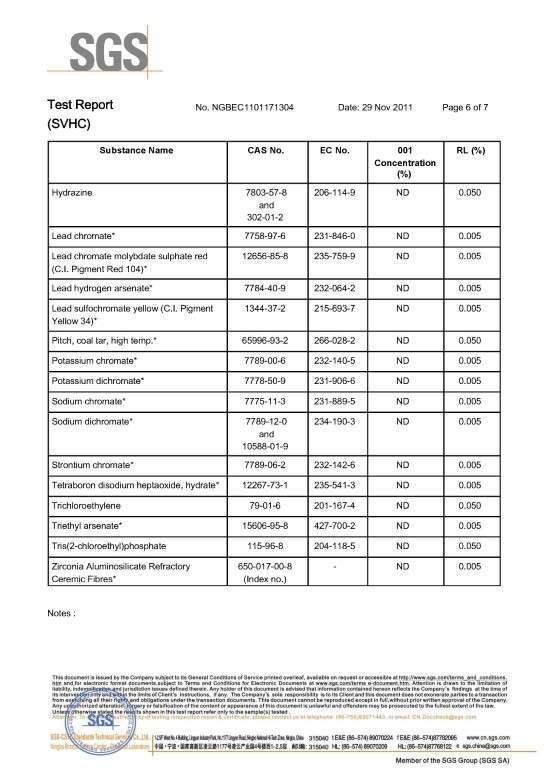 SGS
Test Report No. NGBEC1101171304 Date: 29 Nov 2011 Page 6 of 7
(SVHC)
Substance Name CAS No. EC No. 001 Concentration (%) RL (%)
Hydrazine 7803-57-8 and 302-01-2 206-114-9 ND 0.050
Lead chromate* 7758-97-6 231-846-0 ND 0.005
Lead chromate molybdate sulphate red (C.I. Pigment Red 104)* 12656-85-8 235-759-9 ND 0.005
Lead hydrogen arsenate* 7784-40-9 232-064-2 ND 0.005
Lead sulfochromate yellow (C.I. Pigment Yellow 34)* 1344-37-2 215-693-7 ND 0.005
Pitch, coal tar, high temp.* 65996-93-2 266-028-2 ND 0.050
Potassium chromate* 7789-00-6 232-140-5 ND 0.005
Potassium dichromate* 7778-50-9 231-906-6 ND 0.005
Sodium chromate* 7775-11-3 231-889-5 ND 0.005
Sodium dichromate* 7789-12-0 and 10588-01-9 234-190-3 ND 0.005
Strontium chromate* 7789-06-2 232-142-6 ND 0.005
Tetraboron disodium heptaoxide, hydrate* 12267-73-1 235-541-3 ND 0.005
Trichloroethylene 79-01-6 201-167-4 ND 0.050
Triethyl arsenate* 15606-95-8 427-700-2 ND 0.005
Tris(2-chloroethyl)phosphate 115-96-8 204-118-5 ND 0.050
Zirconia Aluminosilicate Refractory Ceremic Fibres* 650-017-00-8 (Index no.) - ND 0.005
Notes :
This document is issued by the Company subject to its General Conditions of Service printed overleaf, available on request or accessible at http://www.sgs.com/terms_and_conditions.
htm and,for electronic format documents,subject to Terms and Conditions for Electronic Documents at www.sgs.com/terms_e-document.htm. Attention is drawn to the limitation of
liability, indemnification and jurisdiction issues defined therein. Any holder of this document is advised that information contained hereon reflects the Company's findings at the time of
its intervention only and within the limits of Client's instructions, if any. The Company's sole responsibility is to its Client and this document does not exonerate parties to a transaction
from exercising all their rights and obligations under the transaction documents. This document cannot be reproduced except in full,without prior written approval of the Company.
Any unauthorized alteration, forgery or falsification of the content or appearance of this document is unlawful and offenders may be prosecuted to the fullest extent of the law.
Unless otherwise stated the results shown in this test report refer only to the sample(s) tested .
SGS
315040 t E&E (86-574) 89070224 f E&E (86-574)87782095 www.cn.sgs.com
315040 HL: (86-574)89070209 HL: (86-574)87768122 e sgs.china@sgs.com
Member of the SGS Group (SGS SA)